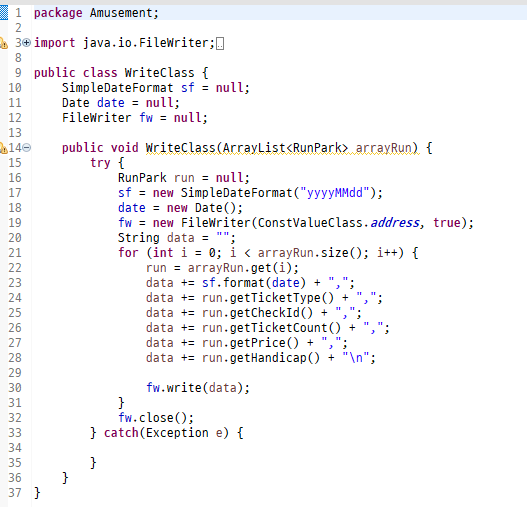 1 package Amusement;
2
3 import java.io.FileWriter;
8
9 public class WriteClass {
10     SimpleDateFormat sf = null;
11     Date date = null;
12     FileWriter fw = null;
13
14     public void WriteClass(ArrayList<RunPark> arrayRun) {
15         try {
16             RunPark run = null;
17             sf = new SimpleDateFormat("yyyyMMdd");
18             date = new Date();
19             fw = new FileWriter(ConstValueClass.address, true);
20             String data = "";
21             for (int i = 0; i < arrayRun.size(); i++) {
22                 run = arrayRun.get(i);
23                 data += sf.format(date) + ",";
24                 data += run.getTicketType() + ",";
25                 data += run.getCheckId() + ",";
26                 data += run.getTicketCount() + ",";
27                 data += run.getPrice() + ",";
28                 data += run.getHandicap() + "\n";
29
30                 fw.write(data);
31             }
32             fw.close();
33         } catch(Exception e) {
34
35         }
36     }
37 }